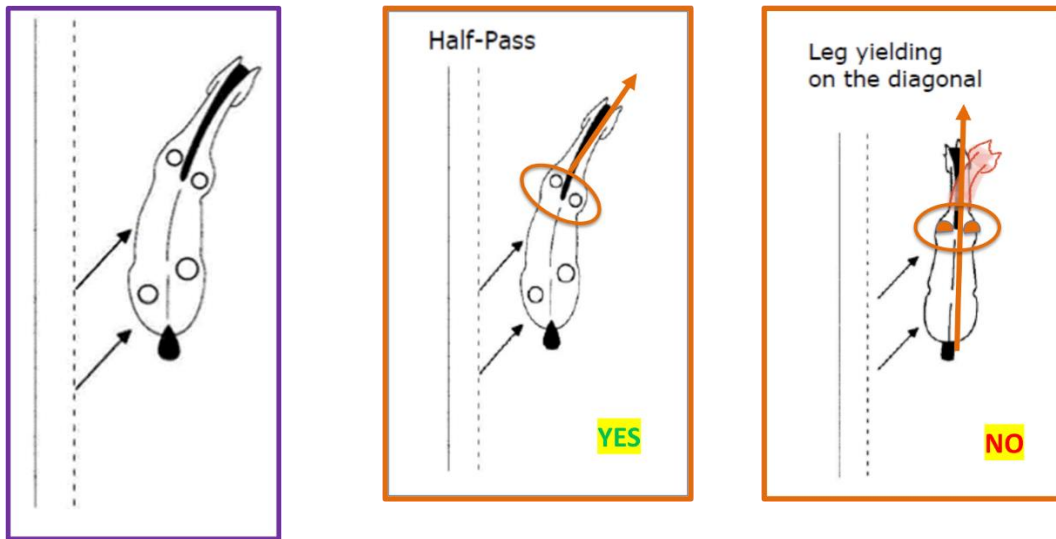 Half-Pass
YES
Leg yielding
on the diagonal
NO